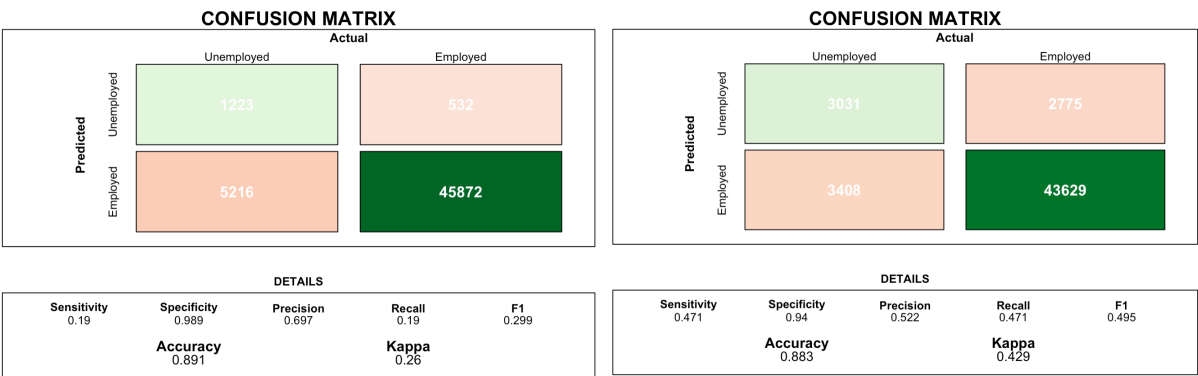 CONFUSION MATRIX
Actual
Unemployed Employed
Predicted
Unemployed
1223 532
Employed
5216 45872
DETAILS
Sensitivity Specificity Precision Recall F1
0.19 0.989 0.697 0.19 0.299
Accuracy Kappa
0.891 0.26
CONFUSION MATRIX
Actual
Unemployed Employed
Predicted
Unemployed
3031 2775
Employed
3408 43629
DETAILS
Sensitivity Specificity Precision Recall F1
0.471 0.94 0.522 0.471 0.495
Accuracy Kappa
0.883 0.429